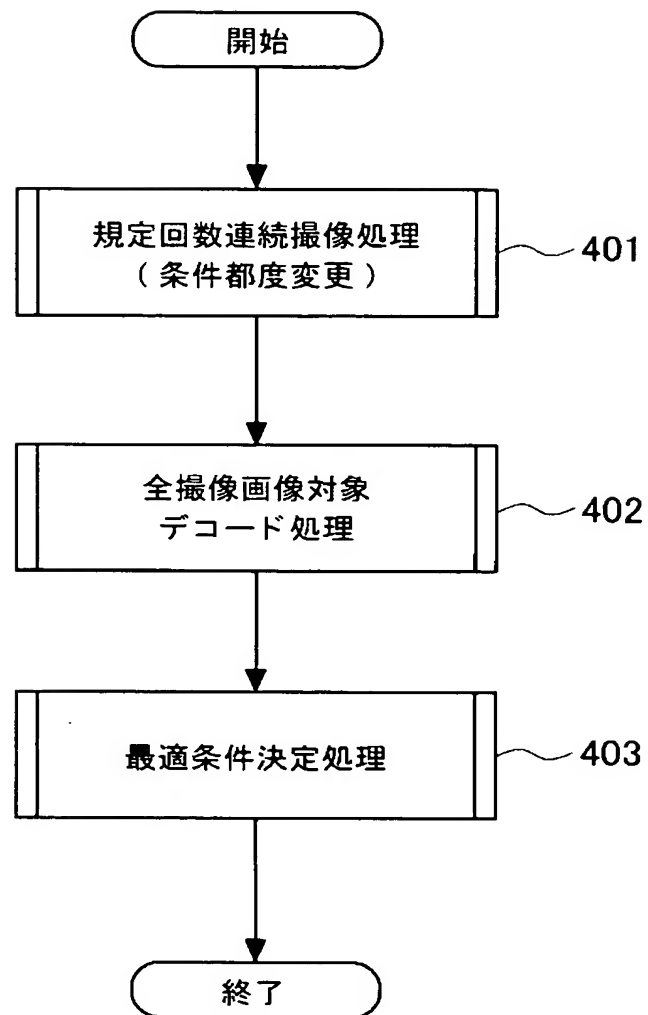 開始
規定回数連続撮像処理
(条件都度変更)
401
全撮像画像対象
デコード処理
402
最適条件決定処理
403
終了